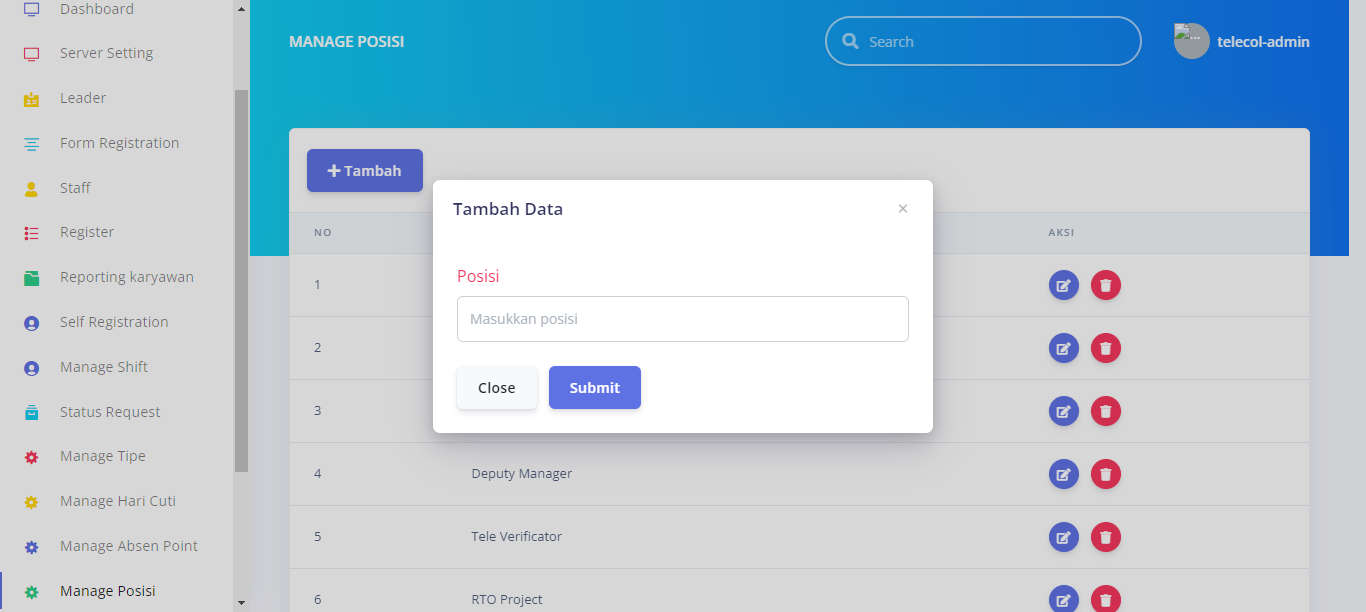 Dashboard
Server Setting
Leader
Form Registration
Staff
Register
Reporting karyawan
Self Registration
Manage Shift
Status Request
Manage Tipe
Manage Hari Cuti
Manage Absen Point
Manage Posisi
MANAGE POSISI
Search
telecol-admin
Tambah
NO
AKSI
1
2
3
4 Deputy Manager
5 Tele Verificator
6 RTO Project
Tambah Data
×
Posisi
Masukkan posisi
Close
Submit